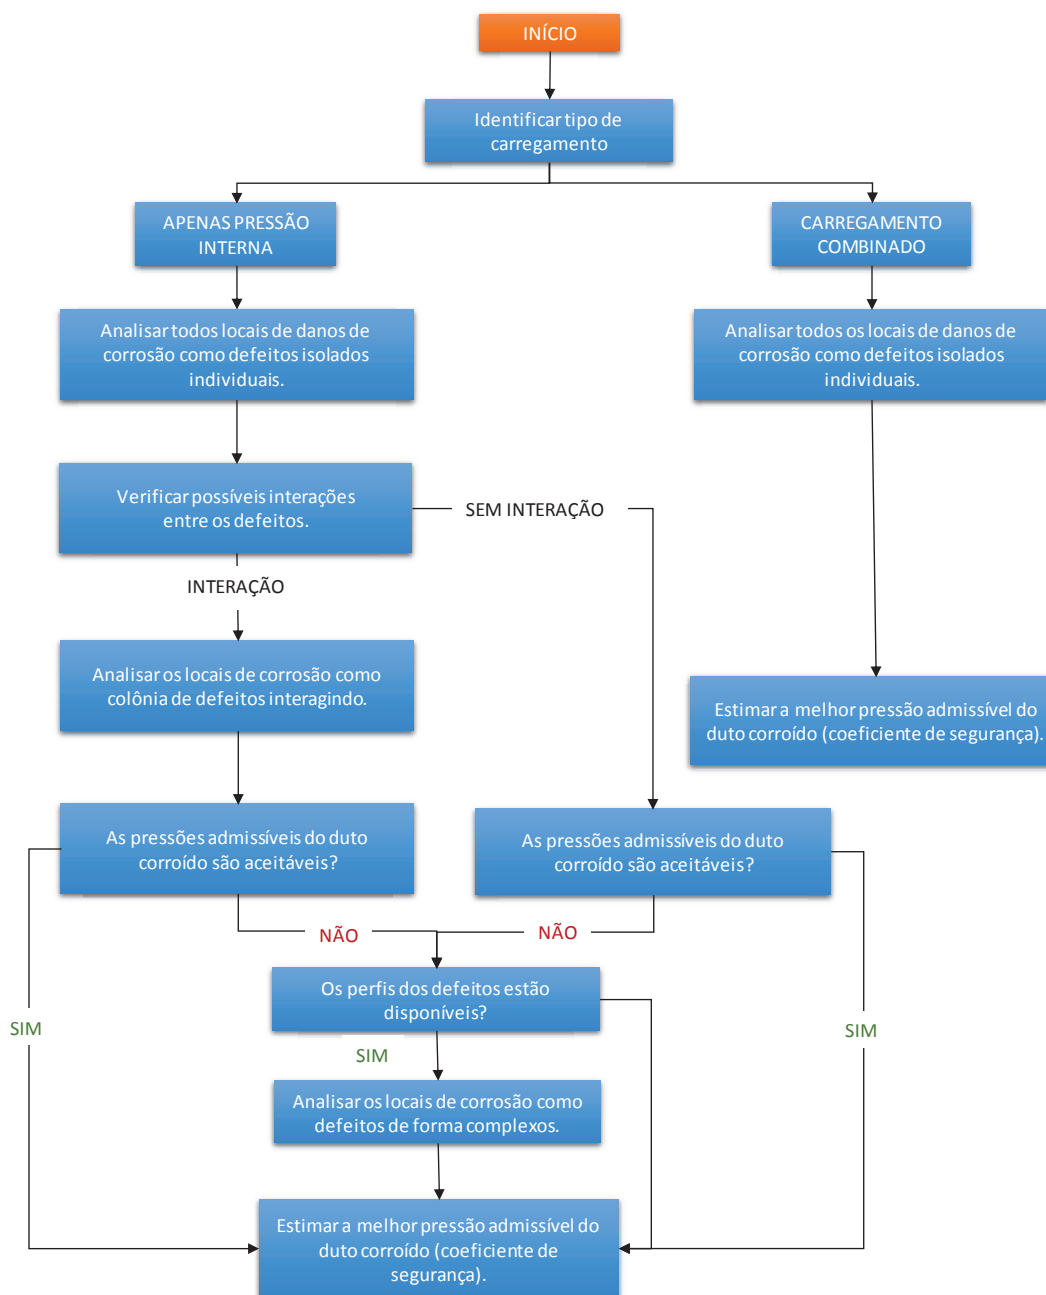 INÍCIO
Identificar tipo de
carregamento
APENAS PRESSÃO
INTERNA
CARREGAMENTO
COMBINADO
Analisar todos locais de danos de
corrosão como defeitos isolados
individuais.
Analisar todos os locais de danos de
corrosão como defeitos isolados
individuais.
Verificar possíveis interações
entre os defeitos.
SEM INTERAÇÃO
INTERAÇÃO
Analisar os locais de corrosão como
colônia de defeitos interagindo.
Estimar a melhor pressão admissível do
duto corroído (coeficiente de segurança).
As pressões admissíveis do duto
corroído são aceitáveis?
As pressões admissíveis do duto
corroído são aceitáveis?
NÃO
NÃO
Os perfis dos defeitos estão
disponíveis?
SIM
SIM
SIM
Analisar os locais de corrosão como
defeitos de forma complexos.
Estimar a melhor pressão admissível do
duto corroído (coeficiente de
segurança).